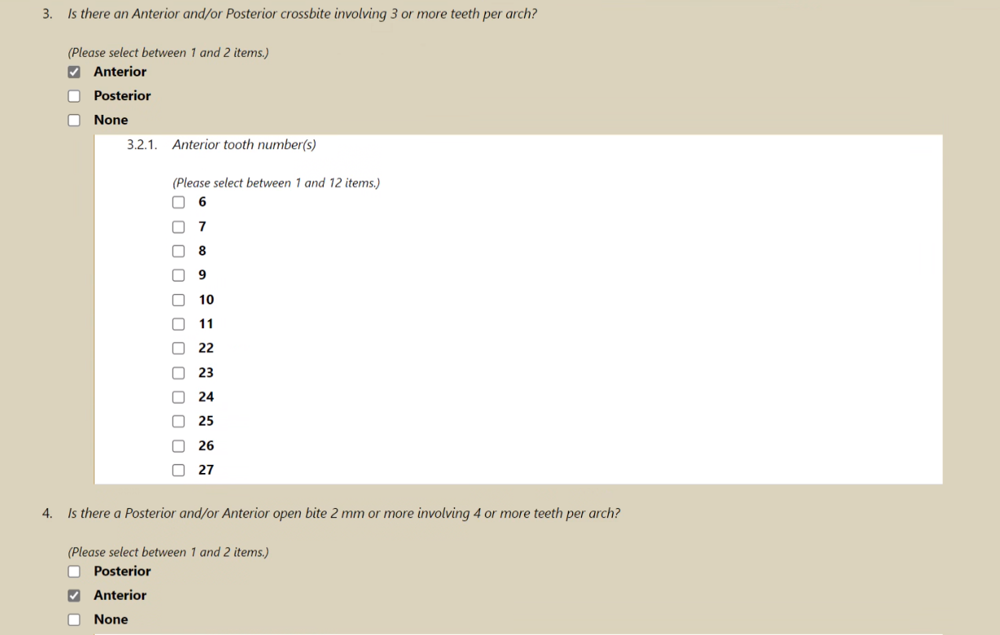 3. Is there an Anterior and/or Posterior crossbite involving 3 or more teeth per arch?
(Please select between 1 and 2 items.)
Anterior
Posterior
None
3.2.1. Anterior tooth number(s)
(Please select between 1 and 12 items.)
6
7
8
9
10
11
22
23
24
25
26
27
4. Is there a Posterior and/or Anterior open bite 2 mm or more involving 4 or more teeth per arch?
(Please select between 1 and 2 items.)
Posterior
Anterior
None